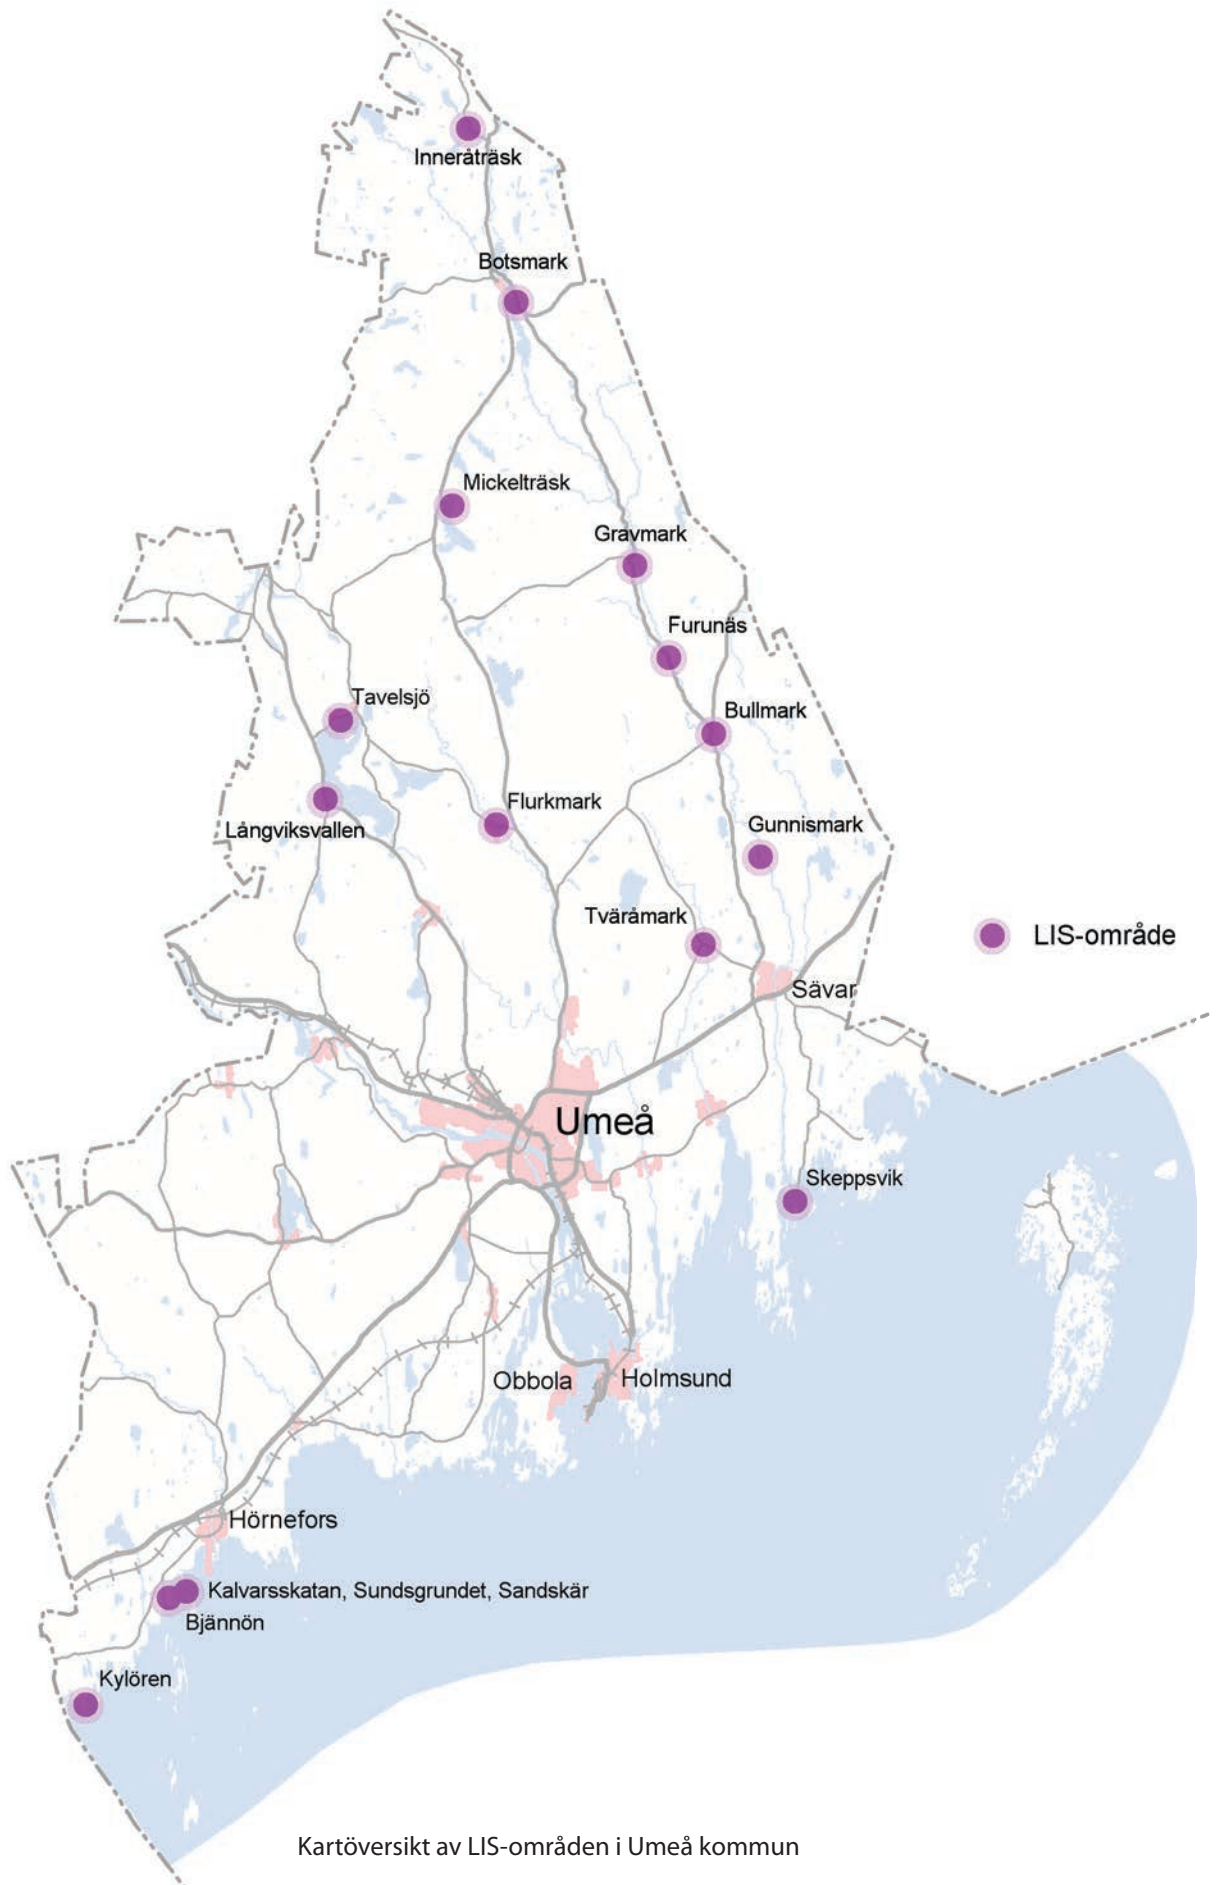 Inneråträsk
Botsmark
Mickelträsk
Gravmark
Furunäs
Tavelsjö
Bullmark
Flurkmark
Gunnismark
Långviksvallen
Tväråmark
LIS-område
Sävar
Umeå
Skeppsvik
Obbola
Holmsund
Hörnefors
Kalvarsskatan, Sundsgrundet, Sandskär
Bjännön
Kylören
Kartöversikt av LIS-områden i Umeå kommun